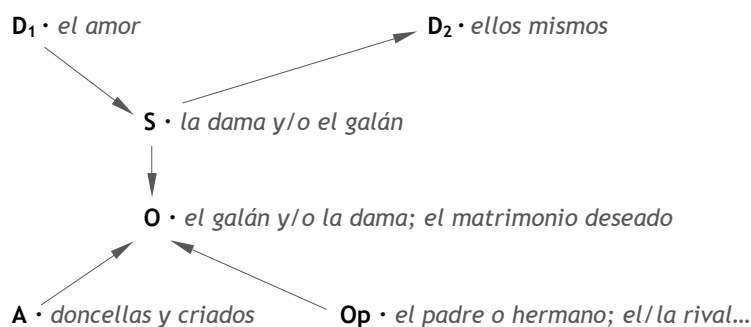 D₁ · el amor D₂ · ellos mismos
S · la dama y/o el galán
O · el galán y/o la dama; el matrimonio deseado
A · doncellas y criados Op · el padre o hermano; el/la rival…